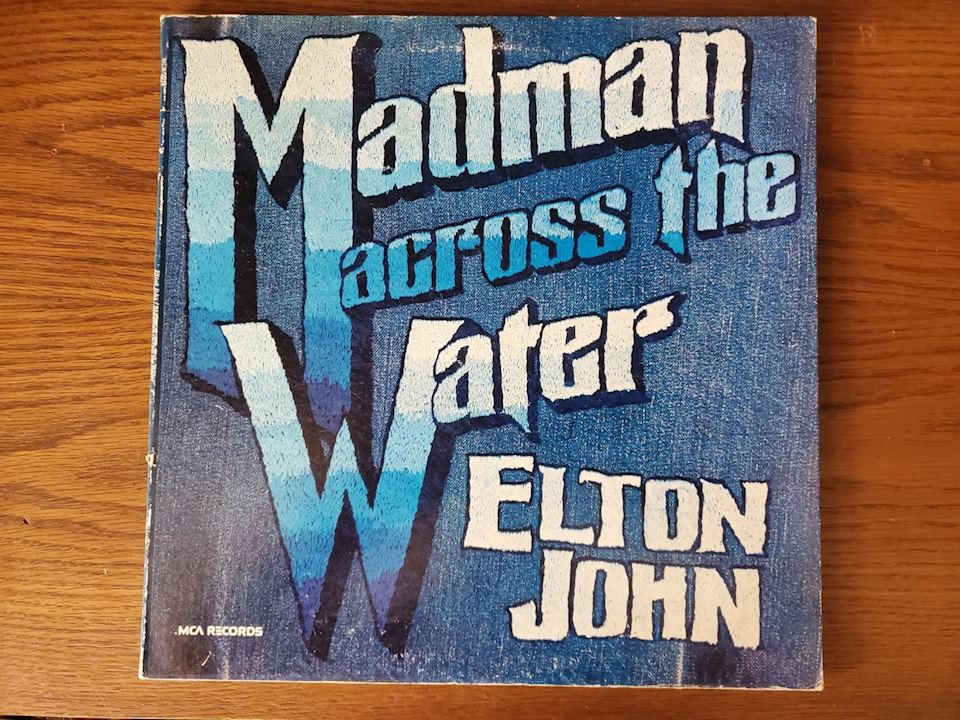 Madman
across the
Water
ELTON
JOHN
MCA RECORDS